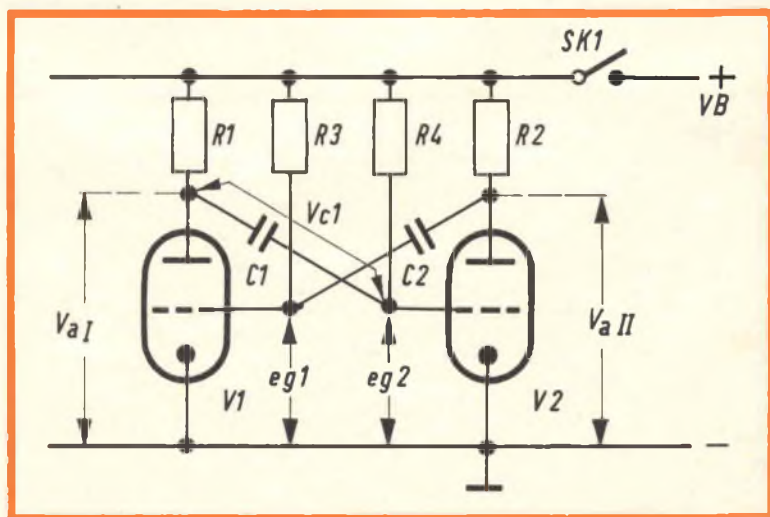 SK1
+
VB
R1
R3
R4
R2
Vc1
C1
C2
Va I
Va II
eg1
eg2
V1
V2
−